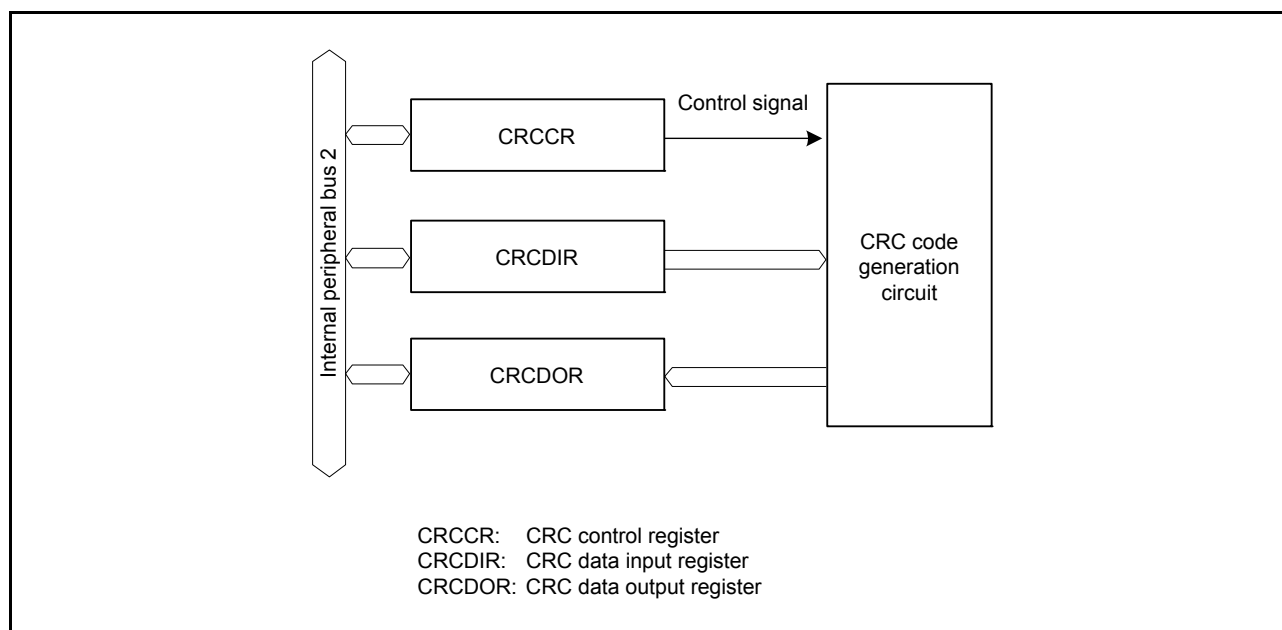 Internal peripheral bus 2
CRCCR
Control signal
CRCDIR
CRCDOR
CRC code
generation
circuit
CRCCR: CRC control register
CRCDIR: CRC data input register
CRCDOR: CRC data output register